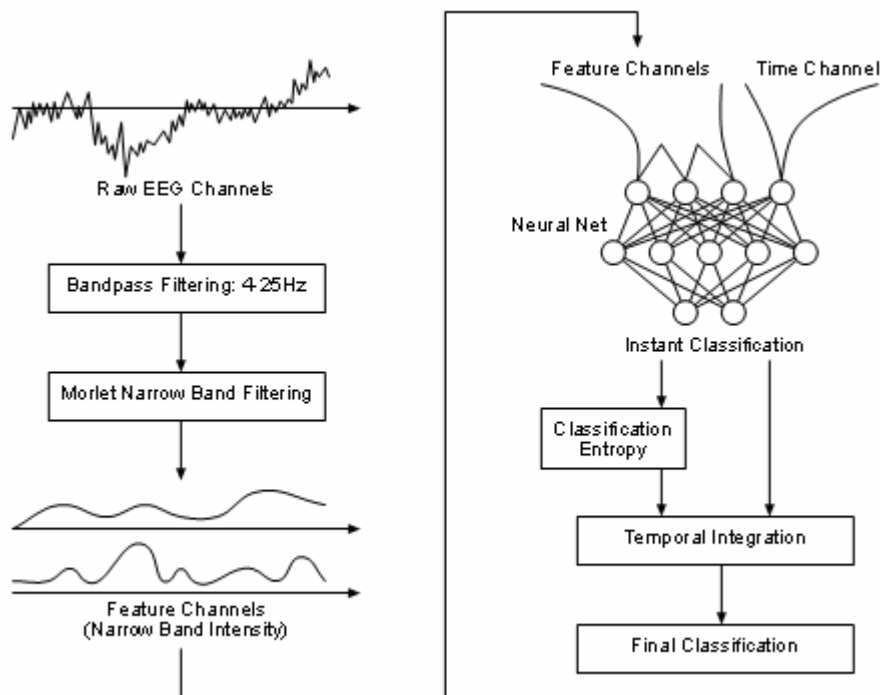 Raw EEG Channels
Bandpass Filtering: 4-25Hz
Morlet Narrow Band Filtering
Feature Channels
(Narrow Band Intensity)
Feature Channels
Time Channel
Neural Net
Instant Classification
Classification
Entropy
Temporal Integration
Final Classification